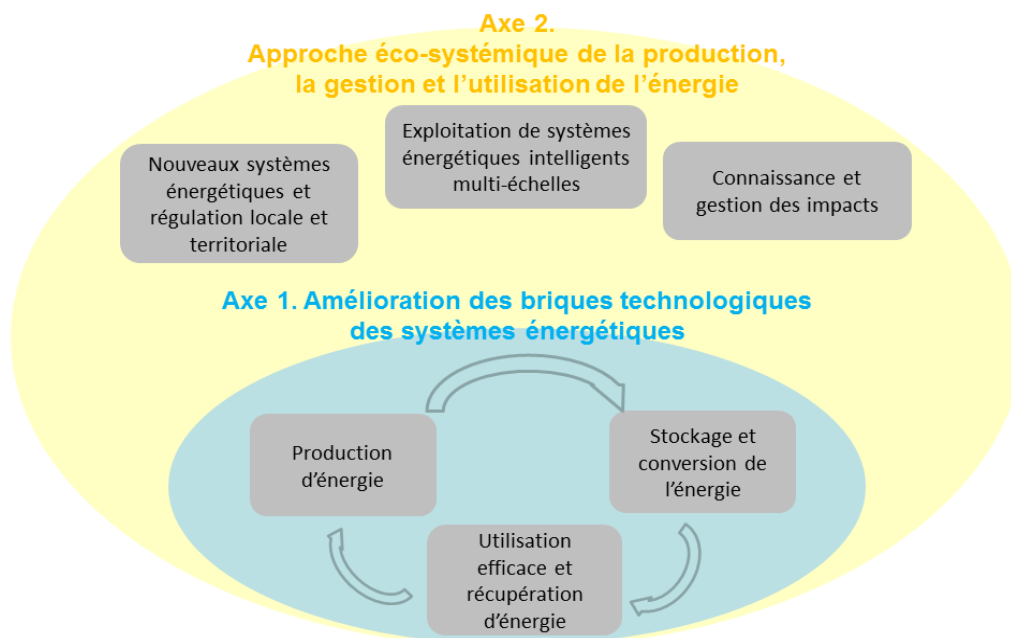 Axe 2.
Approche éco-systémique de la production,
la gestion et l’utilisation de l’énergie
Nouveaux systèmes
énergétiques et
régulation locale et
territoriale
Exploitation de systèmes
énergétiques intelligents
multi-échelles
Connaissance et
gestion des impacts
Axe 1. Amélioration des briques technologiques
des systèmes énergétiques
Production
d’énergie
Stockage et
conversion de
l’énergie
Utilisation
efficace et
récupération
d’énergie